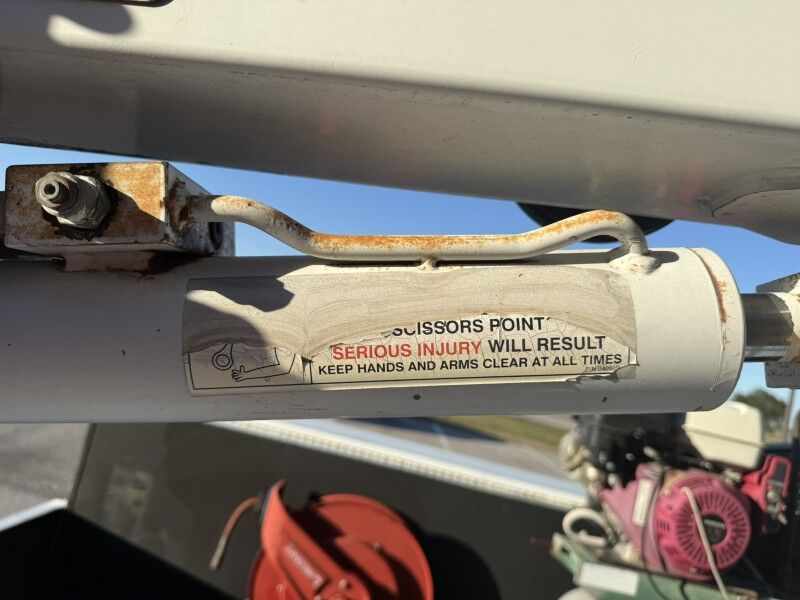 SCISSORS POINT
SERIOUS INJURY WILL RESULT
KEEP HANDS AND ARMS CLEAR AT ALL TIMES